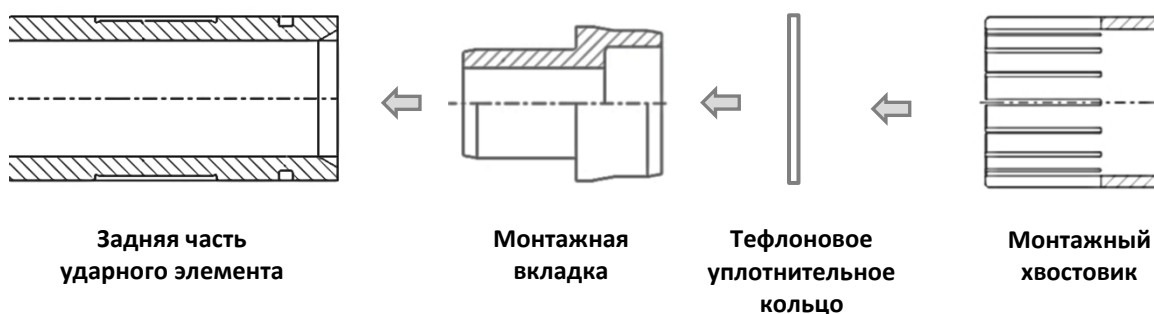 Задняя часть
ударного элемента
Монтажная
вкладка
Тефлоновое
уплотнительное
кольцо
Монтажный
хвостовик